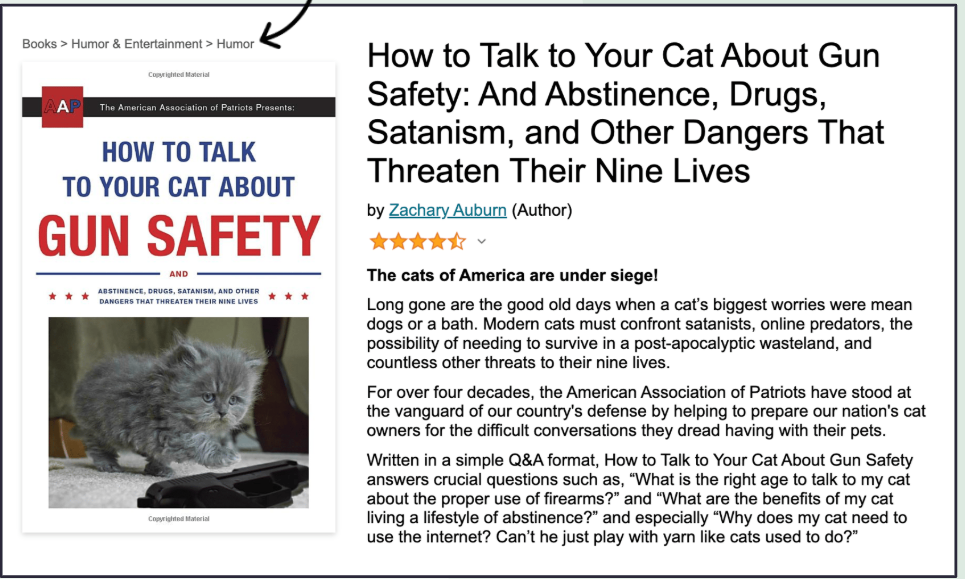 Books > Humor & Entertainment > Humor
Copyrighted Material
AAP The American Association of Patriots Presents:
HOW TO TALK
TO YOUR CAT ABOUT
GUN SAFETY
AND
ABSTINENCE, DRUGS, SATANISM, AND OTHER
DANGERS THAT THREATEN THEIR NINE LIVES
Copyrighted Material
How to Talk to Your Cat About Gun
Safety: And Abstinence, Drugs,
Satanism, and Other Dangers That
Threaten Their Nine Lives
by Zachary Auburn (Author)
The cats of America are under siege!
Long gone are the good old days when a cat's biggest worries were mean
dogs or a bath. Modern cats must confront satanists, online predators, the
possibility of needing to survive in a post-apocalyptic wasteland, and
countless other threats to their nine lives.
For over four decades, the American Association of Patriots have stood at
the vanguard of our country's defense by helping to prepare our nation's cat
owners for the difficult conversations they dread having with their pets.
Written in a simple Q&A format, How to Talk to Your Cat About Gun Safety
answers crucial questions such as, “What is the right age to talk to my cat
about the proper use of firearms?” and “What are the benefits of my cat
living a lifestyle of abstinence?” and especially “Why does my cat need to
use the internet? Can't he just play with yarn like cats used to do?”